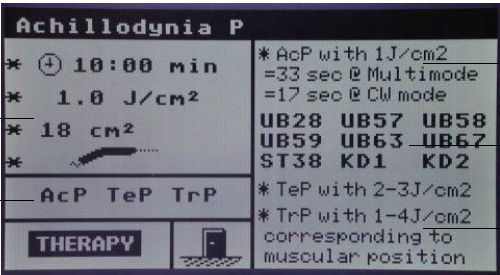 Achillodynia P
* 10:00 min
* 1.0 J/cm²
* 18 cm²
*
AcP TeP TrP
THERAPY
* AcP with 1J/cm2
=33 sec @ Multimode
=17 sec @ CW mode
UB28 UB57 UB58
UB59 UB63 UB67
ST38 KD1 KD2
* TeP with 2-3J/cm2
* TrP with 1-4J/cm2
corresponding to
muscular position